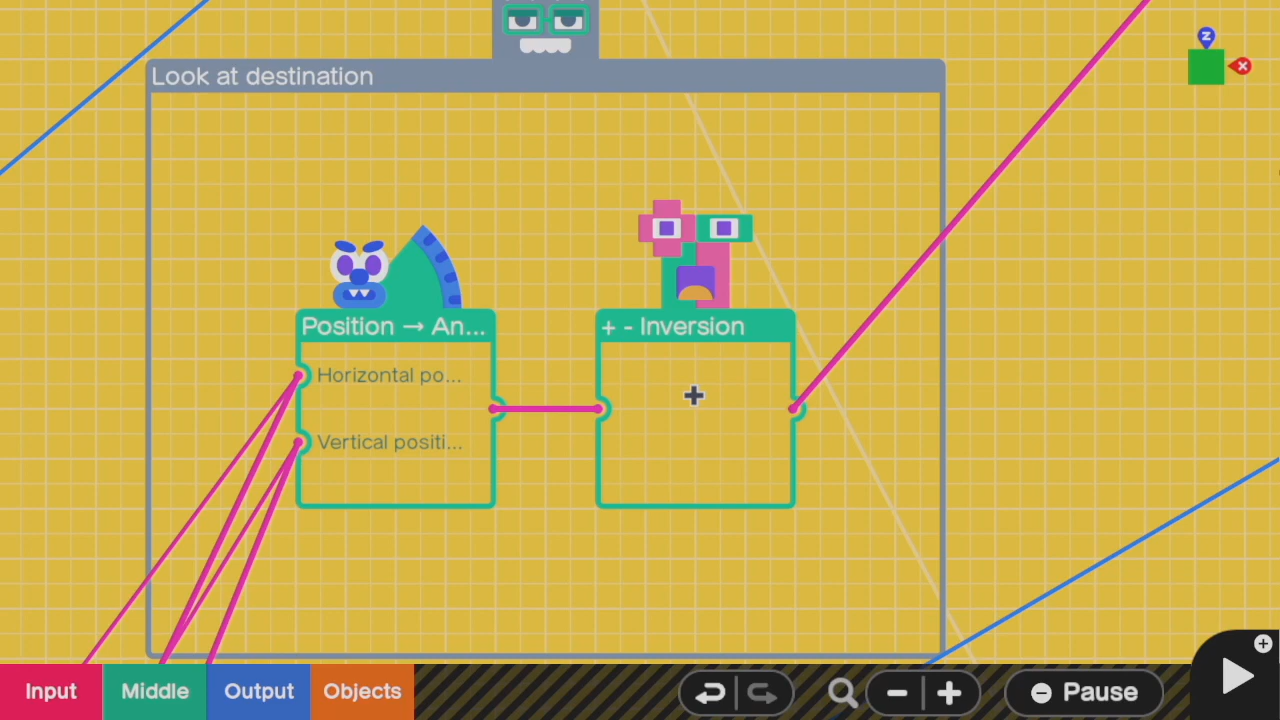 Z
X
Look at destination
Position → An...
+ - Inversion
Horizontal po...
Vertical positi...
Input
Middle
Output
Objects
Pause